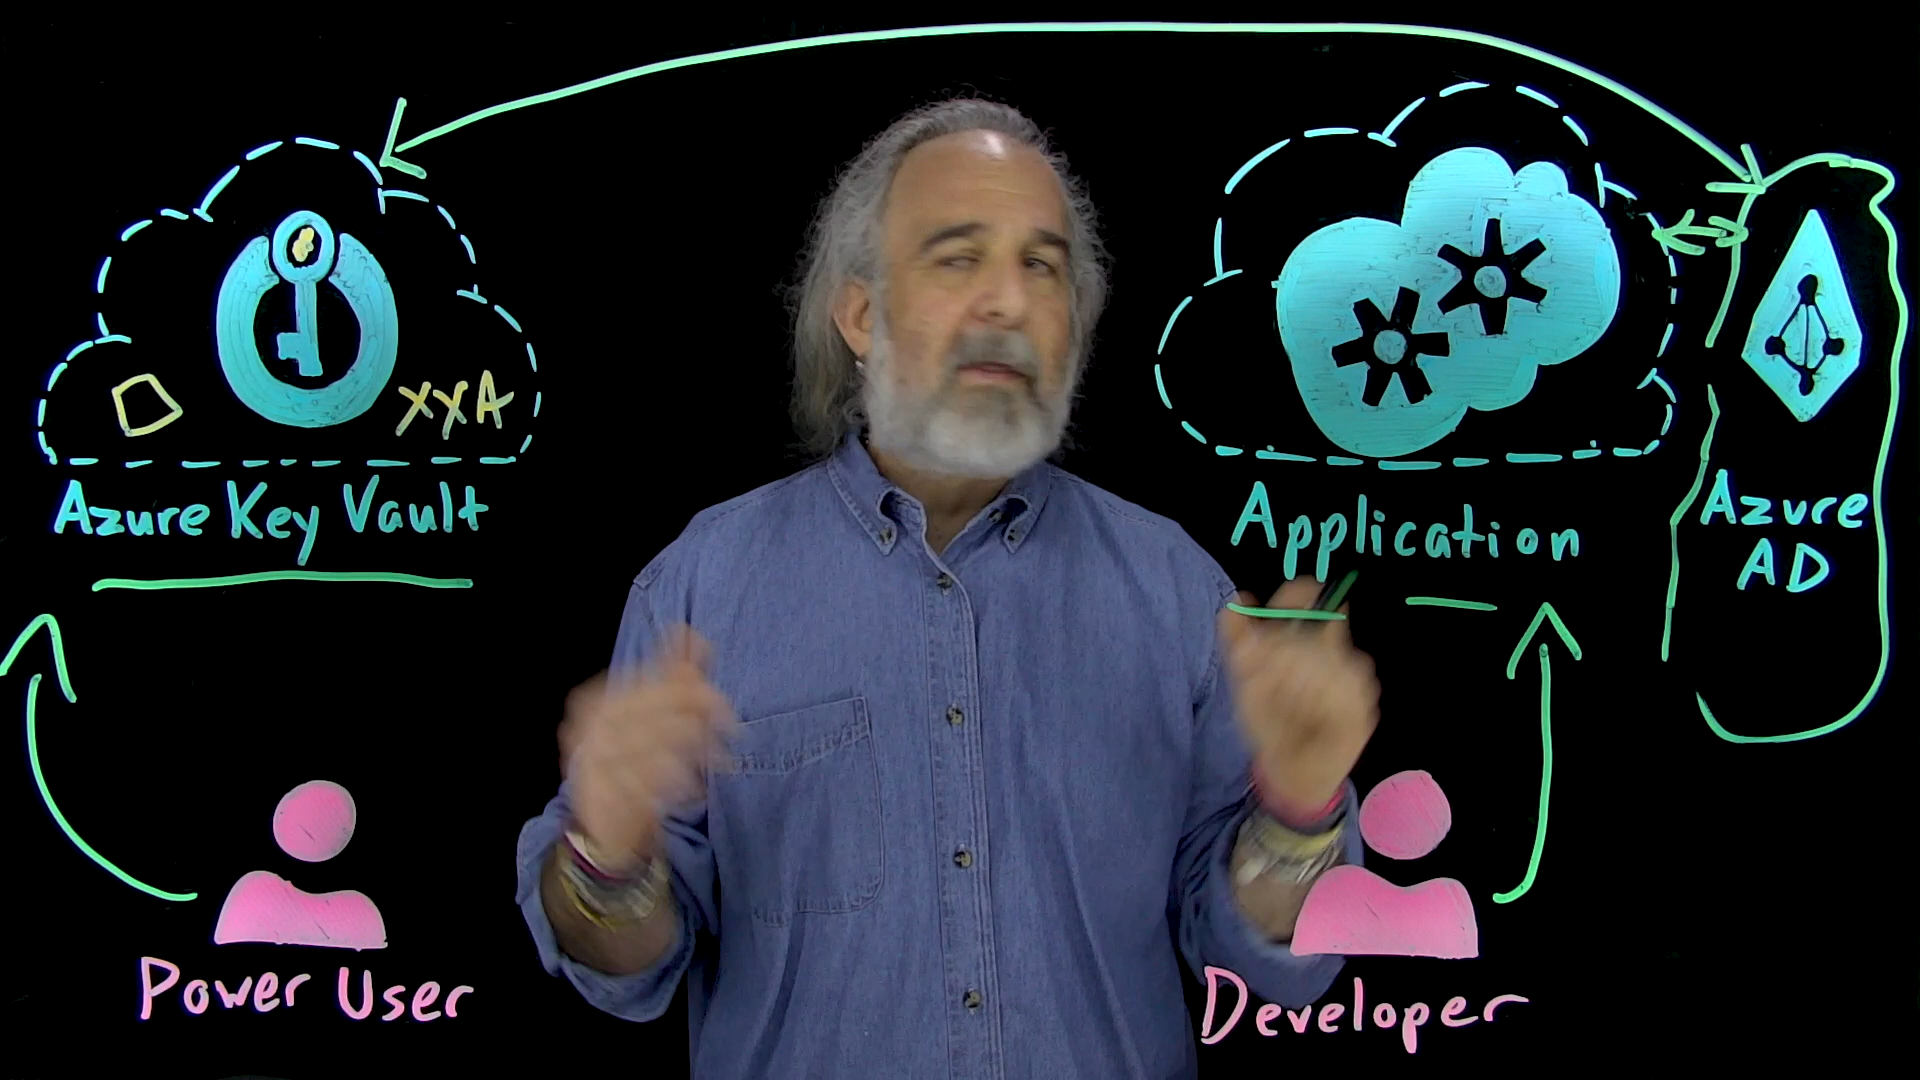 XXA
Azure Key Vault
Application
Azure
AD
Power User
Developer